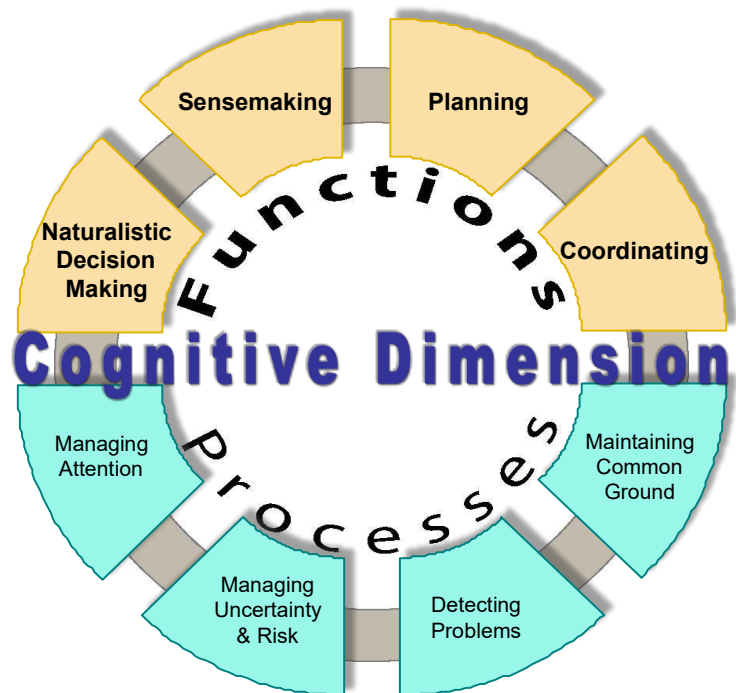 Sensemaking
Planning
Naturalistic
Decision
Making
Functions
Coordinating
Cognitive Dimension
Managing
Attention
Processes
Maintaining
Common
Ground
Managing
Uncertainty
& Risk
Detecting
Problems